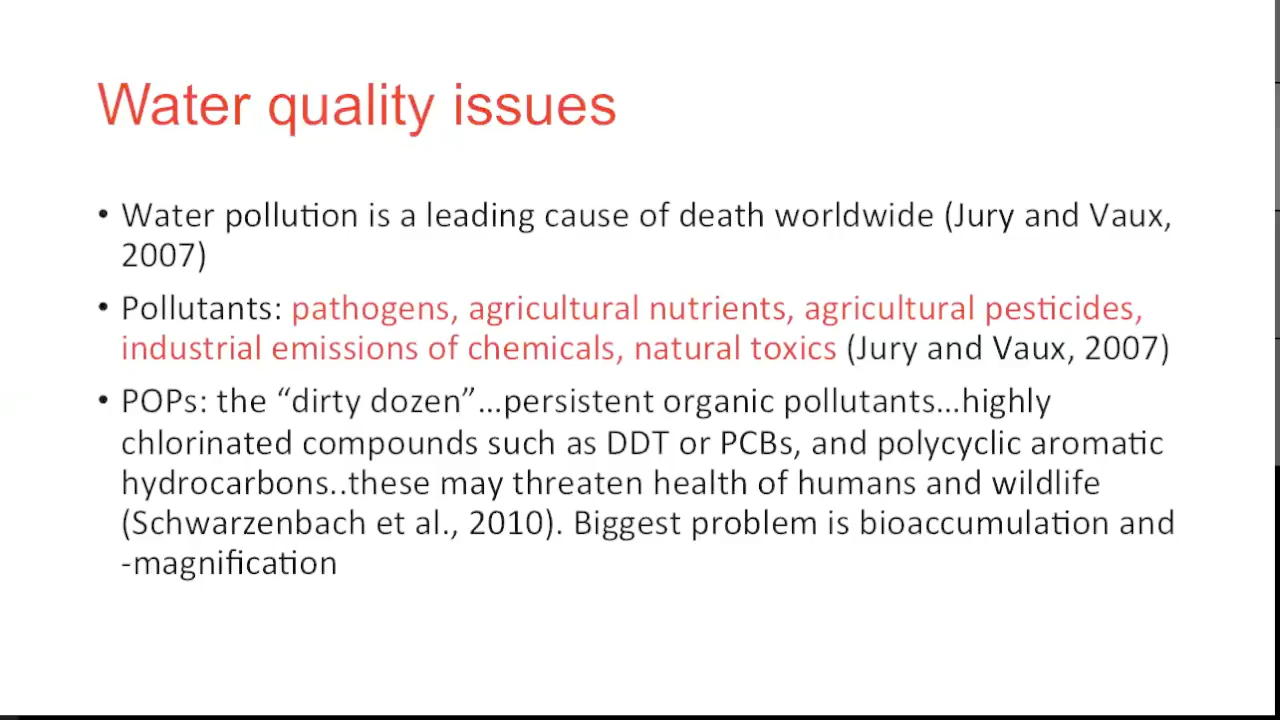 Water quality issues
• Water pollution is a leading cause of death worldwide (Jury and Vaux,
2007)
• Pollutants: pathogens, agricultural nutrients, agricultural pesticides,
industrial emissions of chemicals, natural toxics (Jury and Vaux, 2007)
• POPs: the “dirty dozen”…persistent organic pollutants…highly
chlorinated compounds such as DDT or PCBs, and polycyclic aromatic
hydrocarbons..these may threaten health of humans and wildlife
(Schwarzenbach et al., 2010). Biggest problem is bioaccumulation and
-magnification